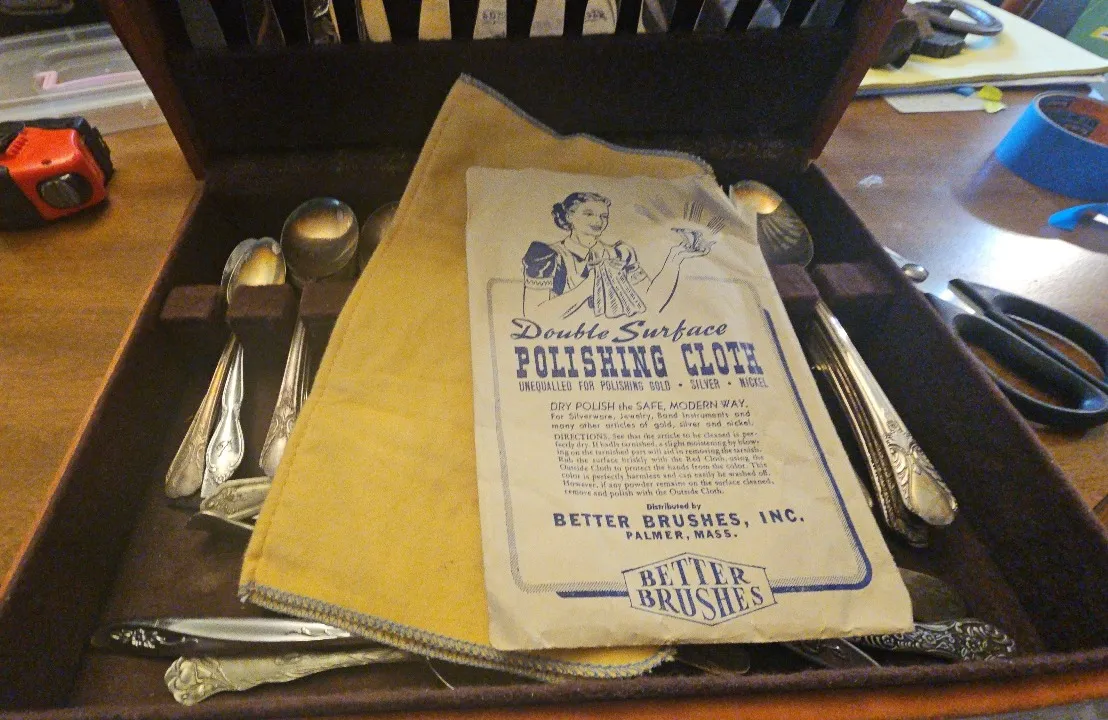 Double Surface
POLISHING CLOTH
UNEQUALLED FOR POLISHING GOLD • SILVER • NICKEL
DRY POLISH the SAFE, MODERN WAY.
For Silverware, Jewelry, Band Instruments and
many other articles of gold, silver and nickel.
DIRECTIONS. See that the article to be cleaned is per-
fectly dry. If badly tarnished, a slight moistening by blow-
ing on the tarnished part will aid in removing the tarnish.
Rub the surface briskly with the Red Cloth, using the
Outside Cloth to protect the hands from the color. This
color is perfectly harmless and can easily be washed off.
However, if any powder remains on the surface cleaned,
remove and polish with the Outside Cloth.
Distributed by
BETTER BRUSHES, INC.
PALMER, MASS.
BETTER
BRUSHES